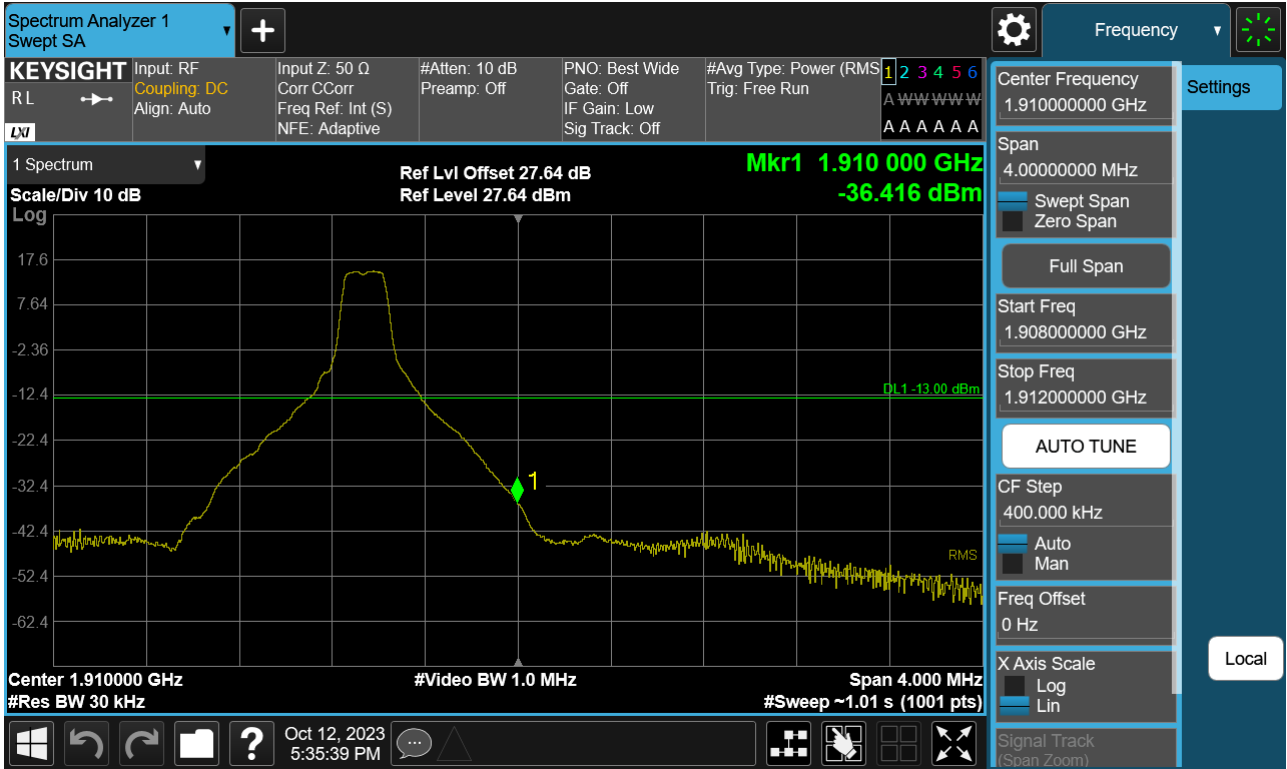 Spectrum Analyzer 1
Swept SA
Frequency
KEYSIGHT
R L
LXI
Input: RF
Coupling: DC
Align: Auto
Input Z: 50 Ω
Corr CCorr
Freq Ref: Int (S)
NFE: Adaptive
#Atten: 10 dB
Preamp: Off
PNO: Best Wide
Gate: Off
IF Gain: Low
Sig Track: Off
#Avg Type: Power (RMS
Trig: Free Run
1 2 3 4 5 6
A W W W W W
A A A A A A
1 Spectrum
Scale/Div 10 dB
Log
Ref Lvl Offset 27.64 dB
Ref Level 27.64 dBm
Mkr1 1.910 000 GHz
-36.416 dBm
17.6
7.64
-2.36
-12.4
-22.4
-32.4
-42.4
-52.4
-62.4
DL1 -13.00 dBm
1
RMS
Center 1.910000 GHz
#Video BW 1.0 MHz
Span 4.000 MHz
#Res BW 30 kHz
#Sweep ~1.01 s (1001 pts)
Center Frequency
1.910000000 GHz
Settings
Span
4.00000000 MHz
Swept Span
Zero Span
Full Span
Start Freq
1.908000000 GHz
Stop Freq
1.912000000 GHz
AUTO TUNE
CF Step
400.000 kHz
Auto
Man
Freq Offset
0 Hz
X Axis Scale
Log
Lin
Local
Signal Track
(Span Zoom)
?
Oct 12, 2023
5:35:39 PM